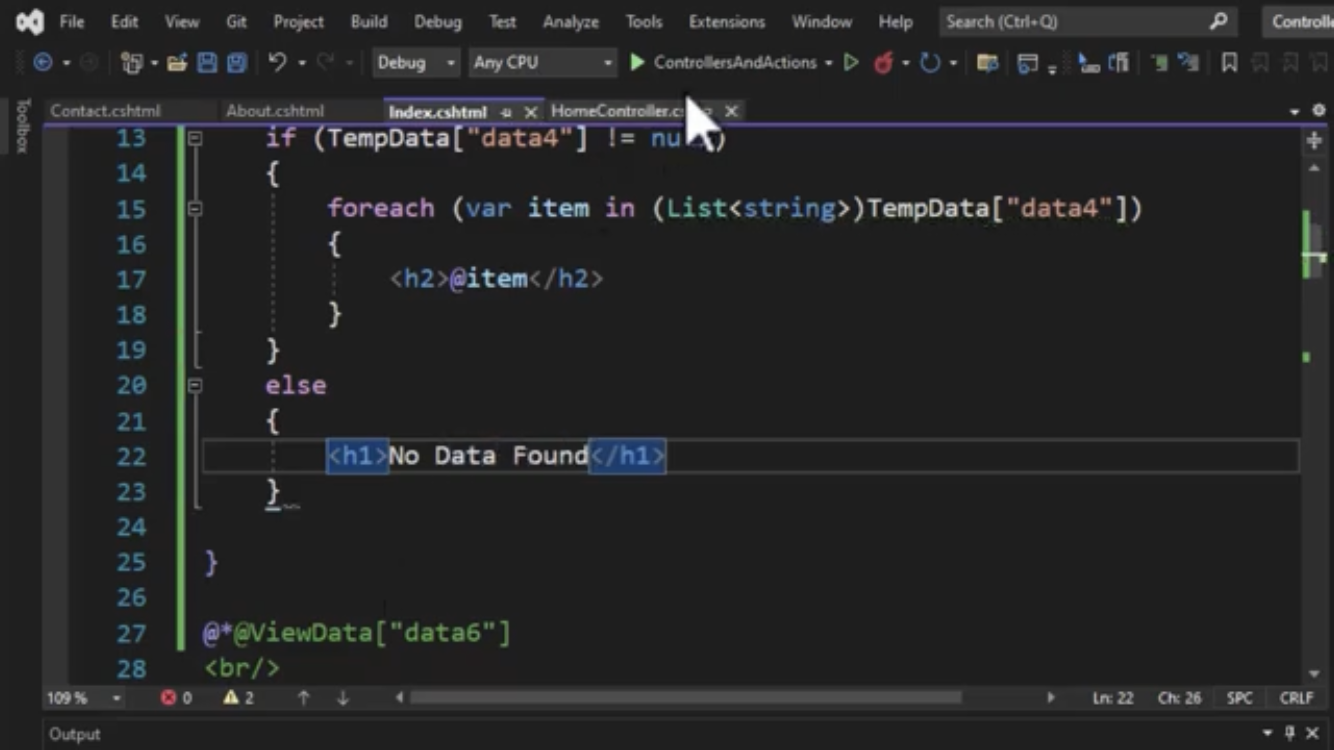 File Edit View Git Project Build Debug Test Analyze Tools Extensions Window Help Search (Ctrl+Q) Controlle
Debug Any CPU ControllersAndActions
Toolbox
Contact.cshtml About.cshtml Index.cshtml HomeController.cs
13 if (TempData["data4"] != null)
14 {
15 foreach (var item in (List<string>)TempData["data4"])
16 {
17 <h2>@item</h2>
18 }
19 }
20 else
21 {
22 <h1>No Data Found</h1>
23 }
24
25 }
26
27 @*@ViewData["data6"]
28 <br/>
109 % 0 2 Ln: 22 Ch: 26 SPC CRLF
Output